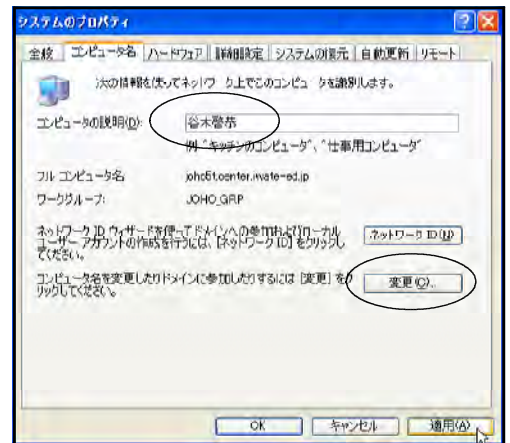 システムのプロパティ
全般 コンピュータ名 ハードウェア 詳細設定 システムの復元 自動更新 リモート
次の情報を使ってネットワーク上でこのコンピュータを識別します。
コンピュータの説明(D):
例: "キッチンのコンピュータ"、"仕事用コンピュータ"
フル コンピュータ名
ワークグループ: JOHO_GRP
ネットワーク ID ウィザードを使ってドメインへの参加およびローカル
ユーザー アカウントの作成を行うには、[ネットワーク ID] をクリックし
てください。
ネットワーク ID(N)
コンピュータ名を変更したりドメインに参加したりするには [変更] をク
リックしてください。
変更(C)...
OK キャンセル 適用(A)